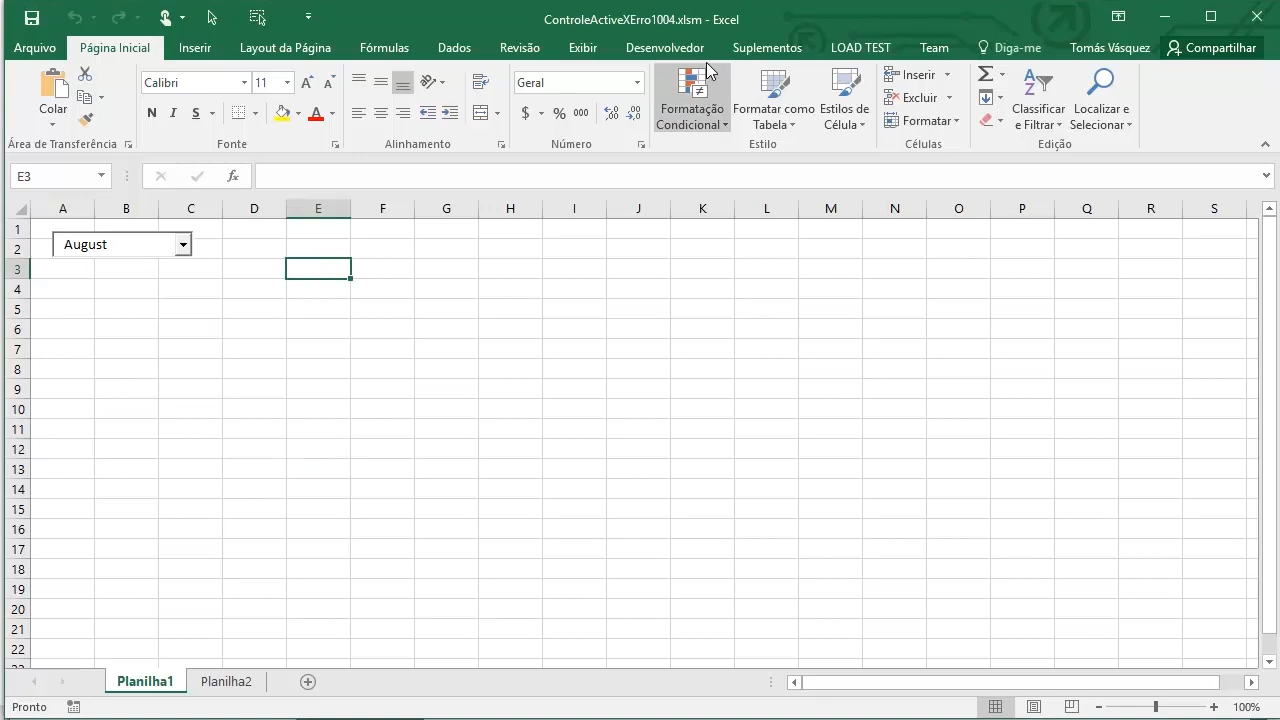 ControleActiveXErro1004.xlsm - Excel
Arquivo Página Inicial Inserir Layout da Página Fórmulas Dados Revisão Exibir Desenvolvedor Suplementos LOAD TEST Team Diga-me Tomás Vásquez Compartilhar
Colar
Calibri 11
N I S
Geral
$ % 000
Formatação Condicional
Formatar como Tabela
Estilos de Célula
Inserir
Excluir
Formatar
Classificar e Filtrar
Localizar e Selecionar
Área de Transferência Fonte Alinhamento Número Estilo Células Edição
E3 fx
A B C D E F G H I J K L M N O P Q R S
1
August
2
3
4
5
6
7
8
9
10
11
12
13
14
15
16
17
18
19
20
21
22
Planilha1 Planilha2
Pronto 100%